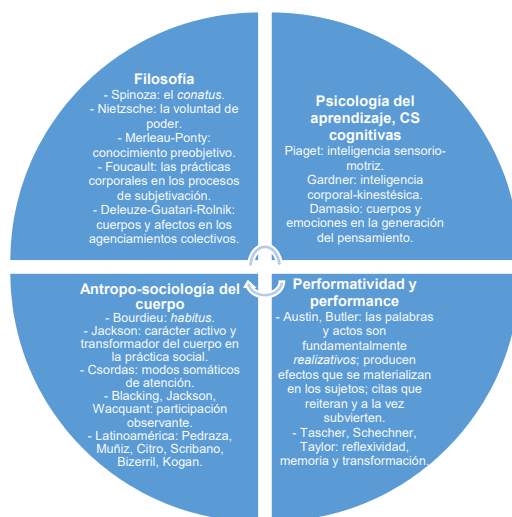 Filosofía
- Spinoza: el conatus.
- Nietzsche: la voluntad de
poder.
- Merleau-Ponty:
conocimiento preobjetivo.
- Foucault: las prácticas
corporales en los procesos
de subjetivación.
- Deleuze-Guatari-Rolnik:
cuerpos y afectos en los
agenciamientos colectivos.
Psicología del
aprendizaje, CS
cognitivas
Piaget: inteligencia sensorio-
motriz.
Gardner: inteligencia
corporal-kinestésica.
Damasio: cuerpos y
emociones en la generación
del pensamiento.
Antropo-sociología del
cuerpo
- Bourdieu: habitus.
- Jackson: carácter activo y
transformador del cuerpo en
la práctica social.
- Csordas: modos somáticos
de atención.
- Blacking, Jackson,
Wacquant: participación
observante.
- Latinoamérica: Pedraza,
Muñiz, Citro, Scribano,
Bizerril, Kogan.
Performatividad y
performance
- Austin, Butler: las palabras
y actos son
fundamentalmente
realizativos; producen
efectos que se materializan
en los sujetos; citas que
reiteran y a la vez
subvierten.
- Tascher, Schechner,
Taylor: reflexividad,
memoria y transformación.